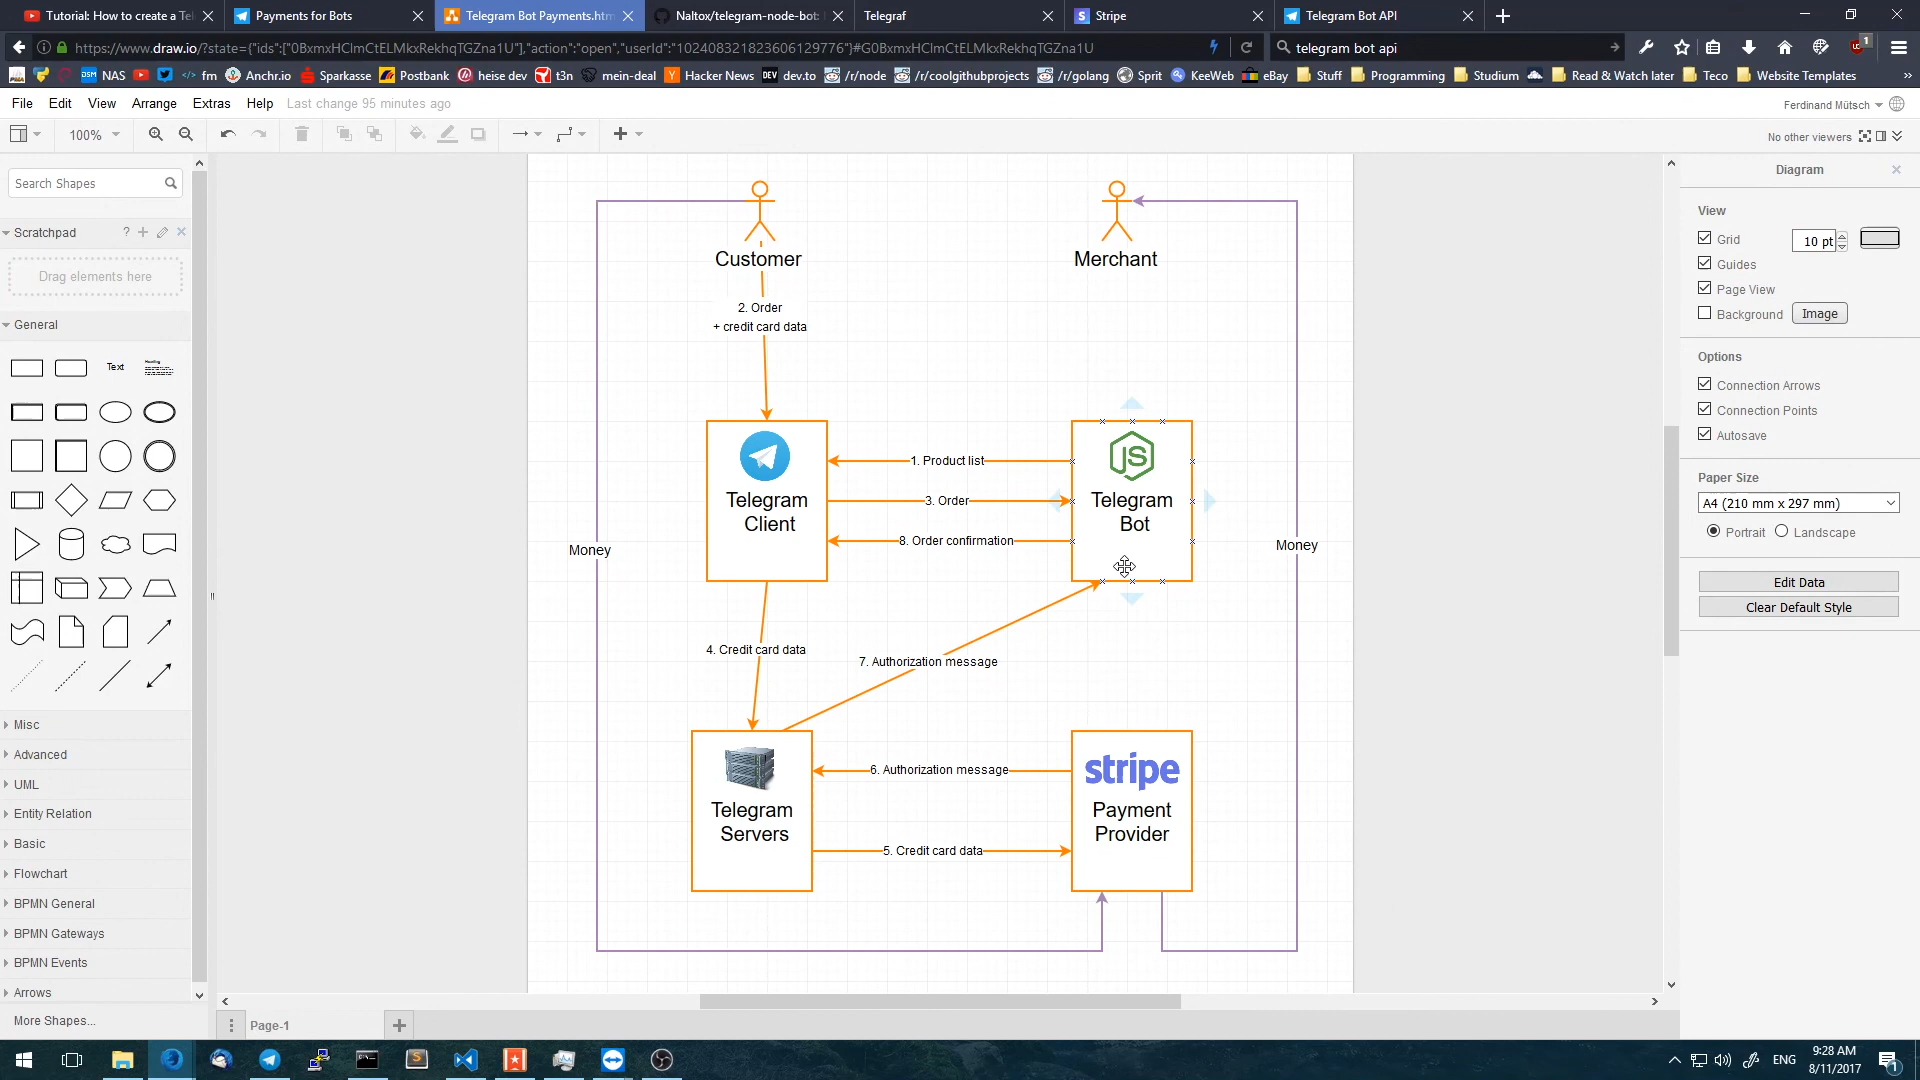 Tutorial: How to create a Tel
Payments for Bots
Telegram Bot Payments.htm
Naltox/telegram-node-bot:
Telegraf
Stripe
Telegram Bot API
https://www.draw.io/?state={"ids":["0BxmxHClmCtELMkxRekhqTGZna1U"],"action":"open","userId":"102408321823606129776"}#G0BxmxHClmCtELMkxRekhqTGZna1U
telegram bot api
1
NAS
fm
Anchr.io
Sparkasse
Postbank
heise dev
t3n
mein-deal
Hacker News
DEV
dev.to
/r/node
/r/coolgithubprojects
/r/golang
Sprit
KeeWeb
eBay
Stuff
Programming
Studium
Read & Watch later
Teco
Website Templates
File Edit View Arrange Extras Help Last change 95 minutes ago
Ferdinand Mütsch
100%
No other viewers
Search Shapes
Scratchpad
?
Drag elements here
General
Text
Heading
Misc
Advanced
UML
Entity Relation
Basic
Flowchart
BPMN General
BPMN Gateways
BPMN Events
Arrows
More Shapes...
Customer
Merchant
2. Order
+ credit card data
Telegram
Client
1. Product list
3. Order
8. Order confirmation
JS
Telegram
Bot
Money
Money
4. Credit card data
7. Authorization message
Telegram
Servers
6. Authorization message
5. Credit card data
stripe
Payment
Provider
Page-1
Diagram
View
Grid
10 pt
Guides
Page View
Background
Image
Options
Connection Arrows
Connection Points
Autosave
Paper Size
A4 (210 mm x 297 mm)
Portrait
Landscape
Edit Data
Clear Default Style
ENG
9:28 AM
8/11/2017
1